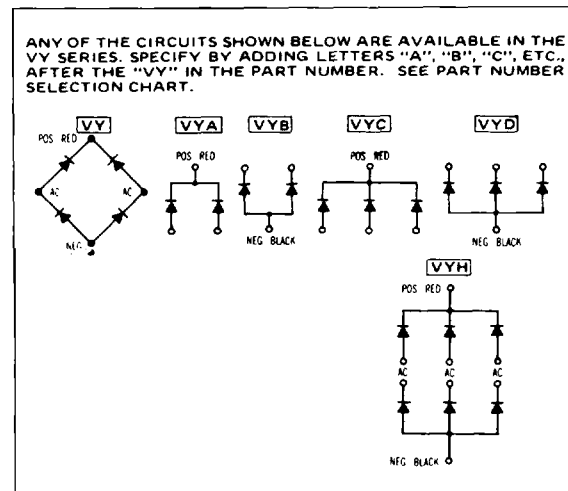 ANY OF THE CIRCUITS SHOWN BELOW ARE AVAILABLE IN THE
VY SERIES. SPECIFY BY ADDING LETTERS "A", "B", "C", ETC.,
AFTER THE "VY" IN THE PART NUMBER. SEE PART NUMBER
SELECTION CHART.
VY VYA VYB VYC VYD
POS RED
POS RED
POS RED
AC AC
NEG
NEG BLACK
NEG BLACK
VYH
POS RED
AC AC AC
NEG BLACK